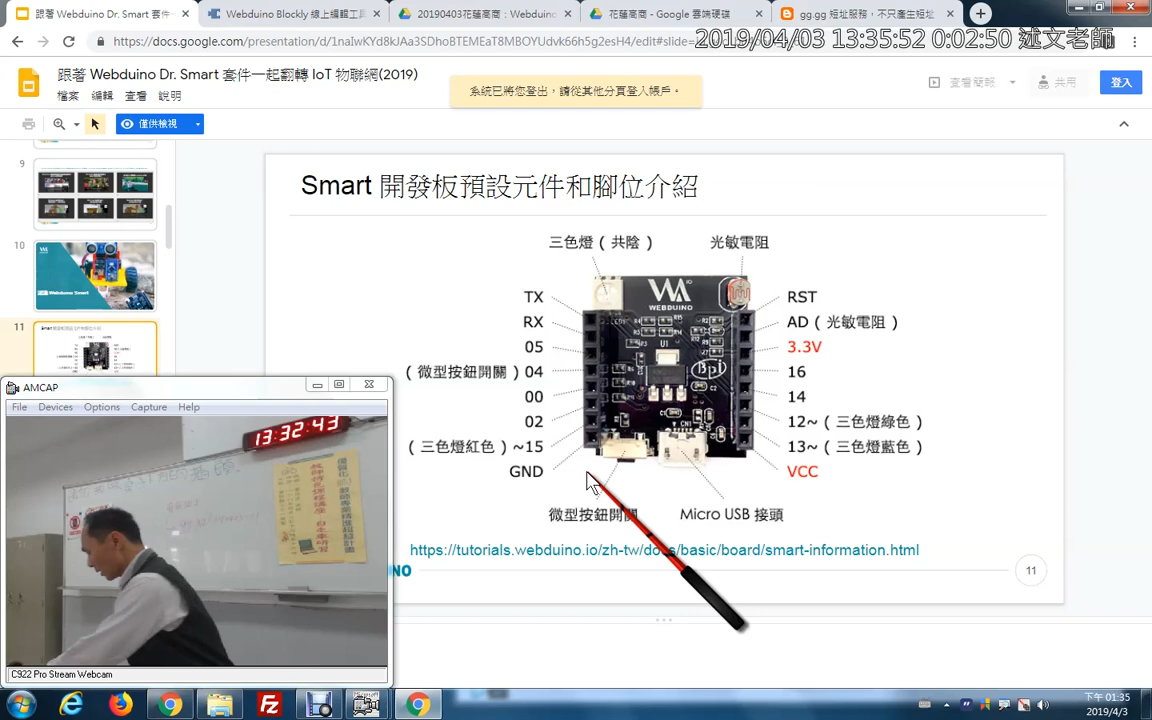 跟著 Webduino Dr. Smart 套件一
Webduino Blockly 線上編輯工具
20190403花蓮高商：Webduino
花蓮高商 - Google 雲端硬碟
gg.gg 短址服務，不只產生短址
https://docs.google.com/presentation/d/1naIwKYd8kJAa3SDhoBTEMEaT8MBOYUdvk66h5g2esH4/edit#slide=
2019/04/03 13:35:52 0:02:50 述文老師
跟著 Webduino Dr. Smart 套件一起翻轉 IoT 物聯網(2019)
檔案 編輯 查看 說明
系統已將您登出，請從其他分頁登入帳戶。
查看簡報
共用
登入
僅供檢視
9
10
11
Smart 開發板預設元件和腳位介紹
三色燈 ( 共陰 )
光敏電阻
WEBDUINO
TX
RX
05
( 微型按鈕開關 ) 04
00
02
( 三色燈紅色 ) ~15
GND
RST
AD ( 光敏電阻 )
3.3V
16
14
12~ ( 三色燈綠色 )
13~ ( 三色燈藍色 )
VCC
微型按鈕開關
Micro USB 接頭
https://tutorials.webduino.io/zh-tw/docs/basic/board/smart-information.html
NO
11
AMCAP
File Devices Options Capture Help
13:32:43
C922 Pro Stream Webcam
下午 01:35
2019/4/3